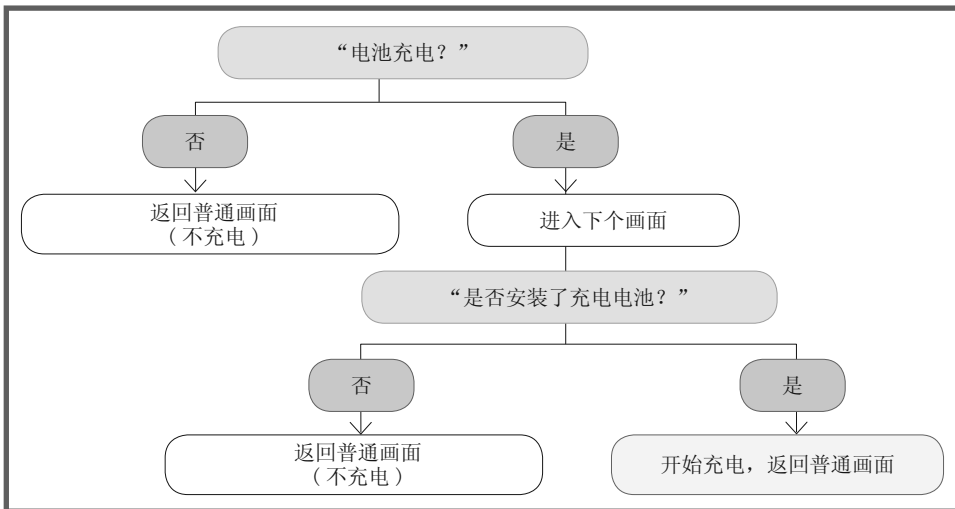 “电池充电？”
否
是
返回普通画面
( 不充电 )
进入下个画面
“是否安装了充电电池？”
否
是
返回普通画面
( 不充电 )
开始充电，返回普通画面